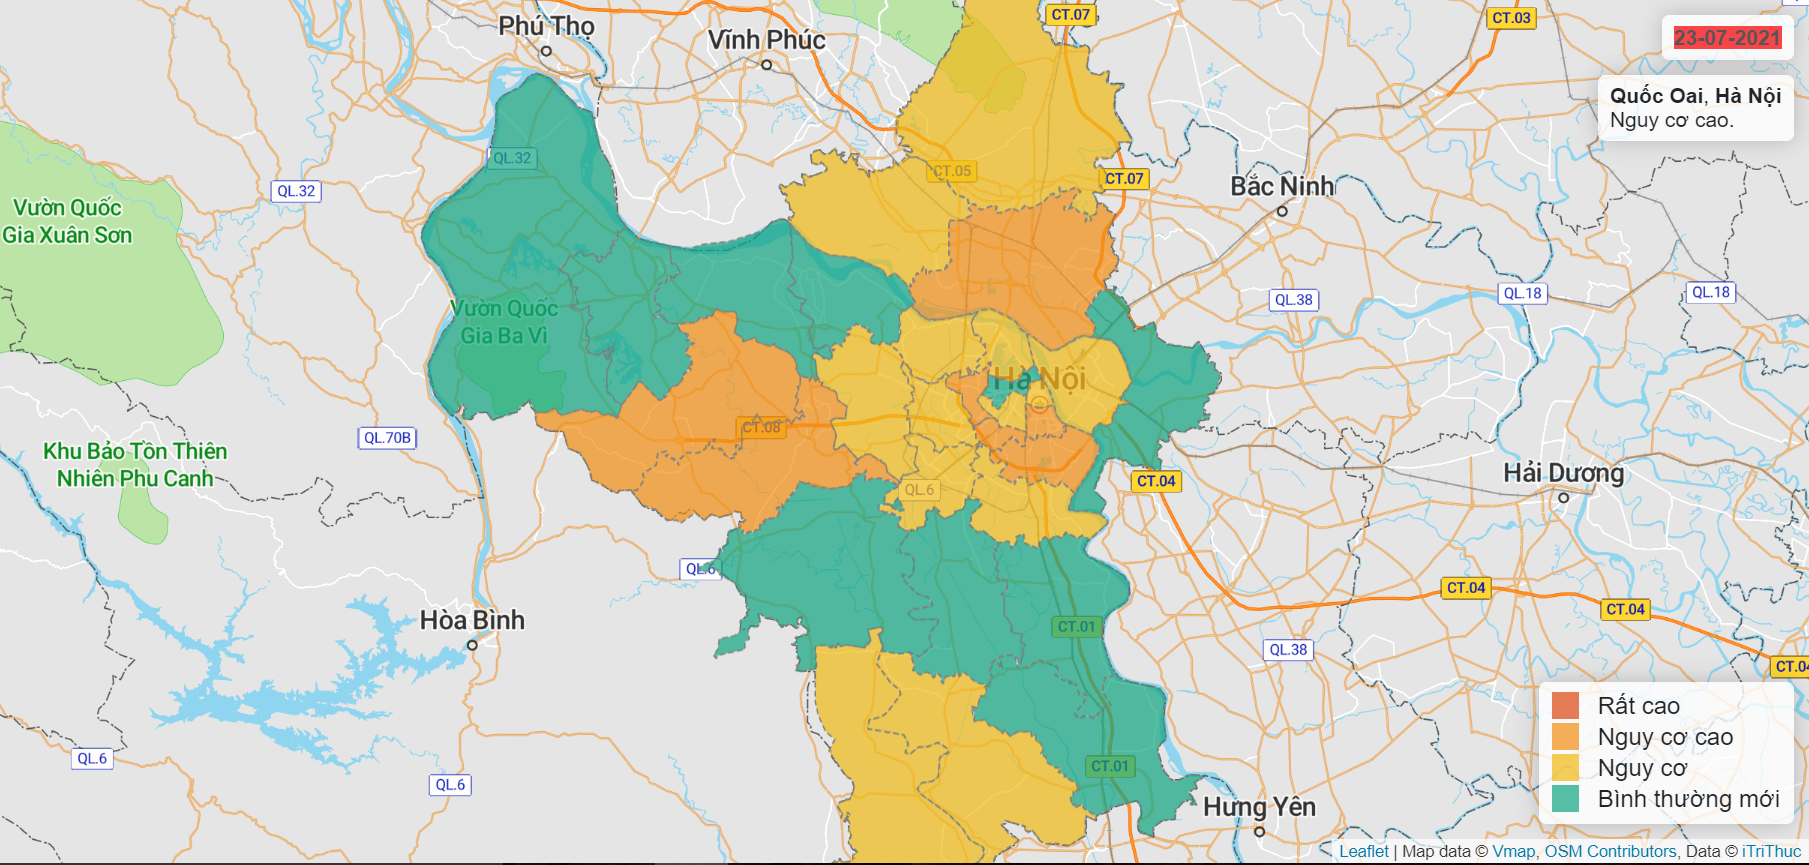 Phú Thọ
Vĩnh Phúc
CT.07
CT.03
23-07-2021
Quốc Oai, Hà Nội
Nguy cơ cao.
QL.32
CT.05
CT.07
QL.32
Bắc Ninh
Vườn Quốc
Gia Xuân Sơn
QL.38
QL.18
QL.18
Vườn Quốc
Gia Ba Vì
Hà Nội
QL.70B
CT.08
Khu Bảo Tồn Thiên
Nhiên Phu Canh
QL.6
CT.04
Hải Dương
QL.6
CT.04
CT.04
Hòa Bình
CT.01
QL.38
CT.04
QL.6
QL.6
CT.01
Hưng Yên
Rất cao
Nguy cơ cao
Nguy cơ
Bình thường mới
Leaflet | Map data © Vmap, OSM Contributors, Data © iTriThuc